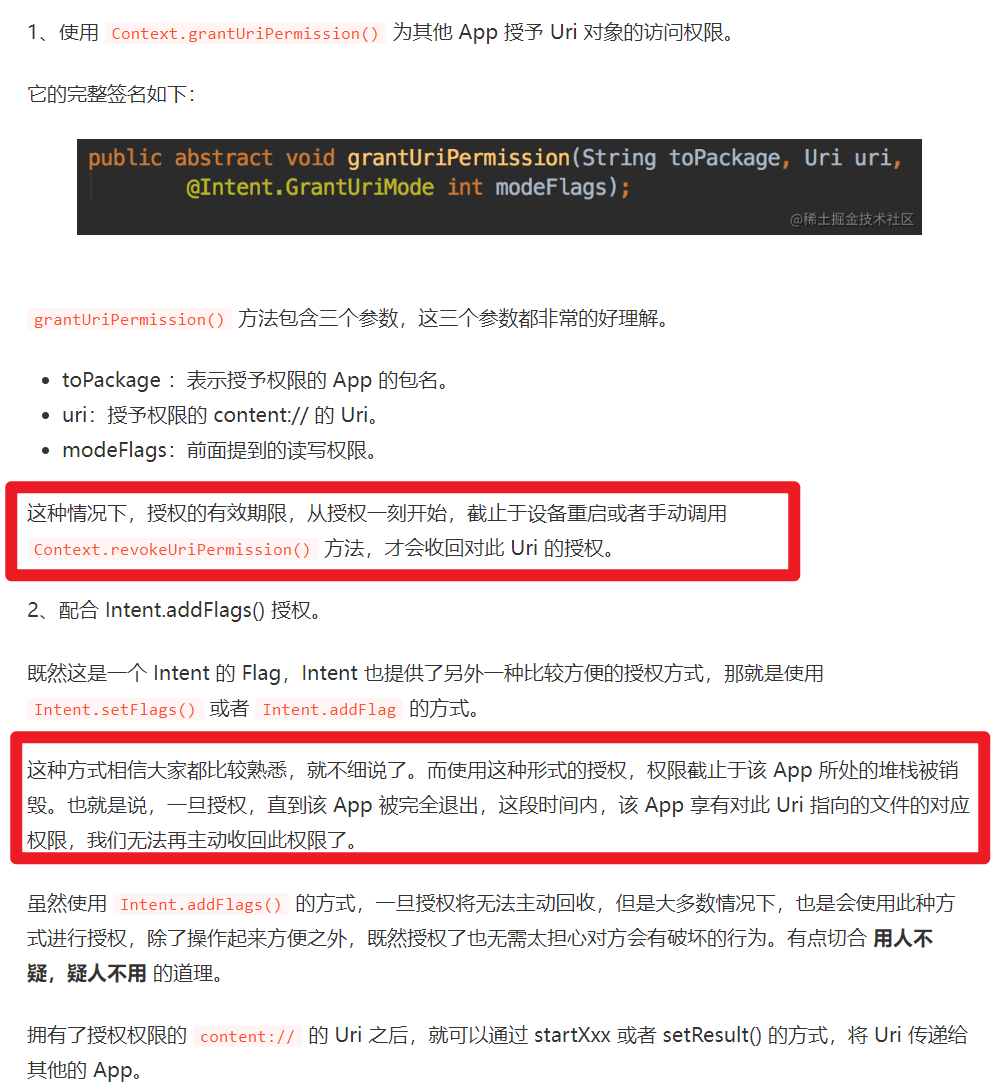 1、使用 Context.grantUriPermission() 为其他 App 授予 Uri 对象的访问权限。
它的完整签名如下：
public abstract void grantUriPermission(String toPackage, Uri uri,
@Intent.GrantUriMode int modeFlags);
@稀土掘金技术社区
grantUriPermission() 方法包含三个参数，这三个参数都非常的好理解。
• toPackage ：表示授予权限的 App 的包名。
• uri：授予权限的 content:// 的 Uri。
• modeFlags：前面提到的读写权限。
这种情况下，授权的有效期限，从授权一刻开始，截止于设备重启或者手动调用
Context.revokeUriPermission() 方法，才会收回对此 Uri 的授权。
2、配合 Intent.addFlags() 授权。
既然这是一个 Intent 的 Flag，Intent 也提供了另外一种比较方便的授权方式，那就是使用
Intent.setFlags() 或者 Intent.addFlag 的方式。
这种方式相信大家都比较熟悉，就不细说了。而使用这种形式的授权，权限截止于该 App 所处的堆栈被销
毁。也就是说，一旦授权，直到该 App 被完全退出，这段时间内，该 App 享有对此 Uri 指向的文件的对应
权限，我们无法再主动收回此权限了。
虽然使用 Intent.addFlags() 的方式，一旦授权将无法主动回收，但是大多数情况下，也是会使用此种方
式进行授权，除了操作起来方便之外，既然授权了也无需太担心对方会有破坏的行为。有点切合 用人不
疑，疑人不用 的道理。
拥有了授权权限的 content:// 的 Uri 之后，就可以通过 startXxx 或者 setResult() 的方式，将 Uri 传递给
其他的 App。